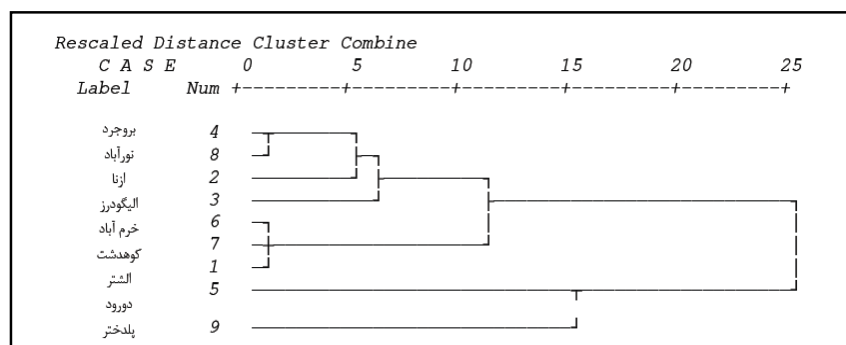 Rescaled Distance Cluster Combine
C A S E 0 5 10 15 20 25
Label Num +---------+---------+---------+---------+---------+
بروجرد 4
نورآباد 8
ازنا 2
الیگودرز 3
خرم آباد 6
کوهدشت 7
الشتر 1
دورود 5
پلدختر 9